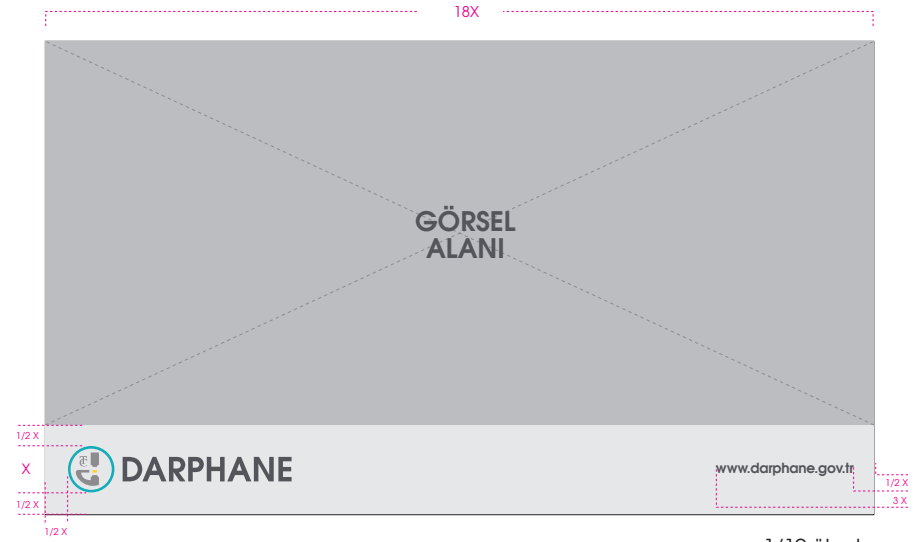 18X
GÖRSEL
ALANI
1/2 X
X
DARPHANE
www.darphane.gov.tr
1/2 X
1/2 X
3 X
1/2 X